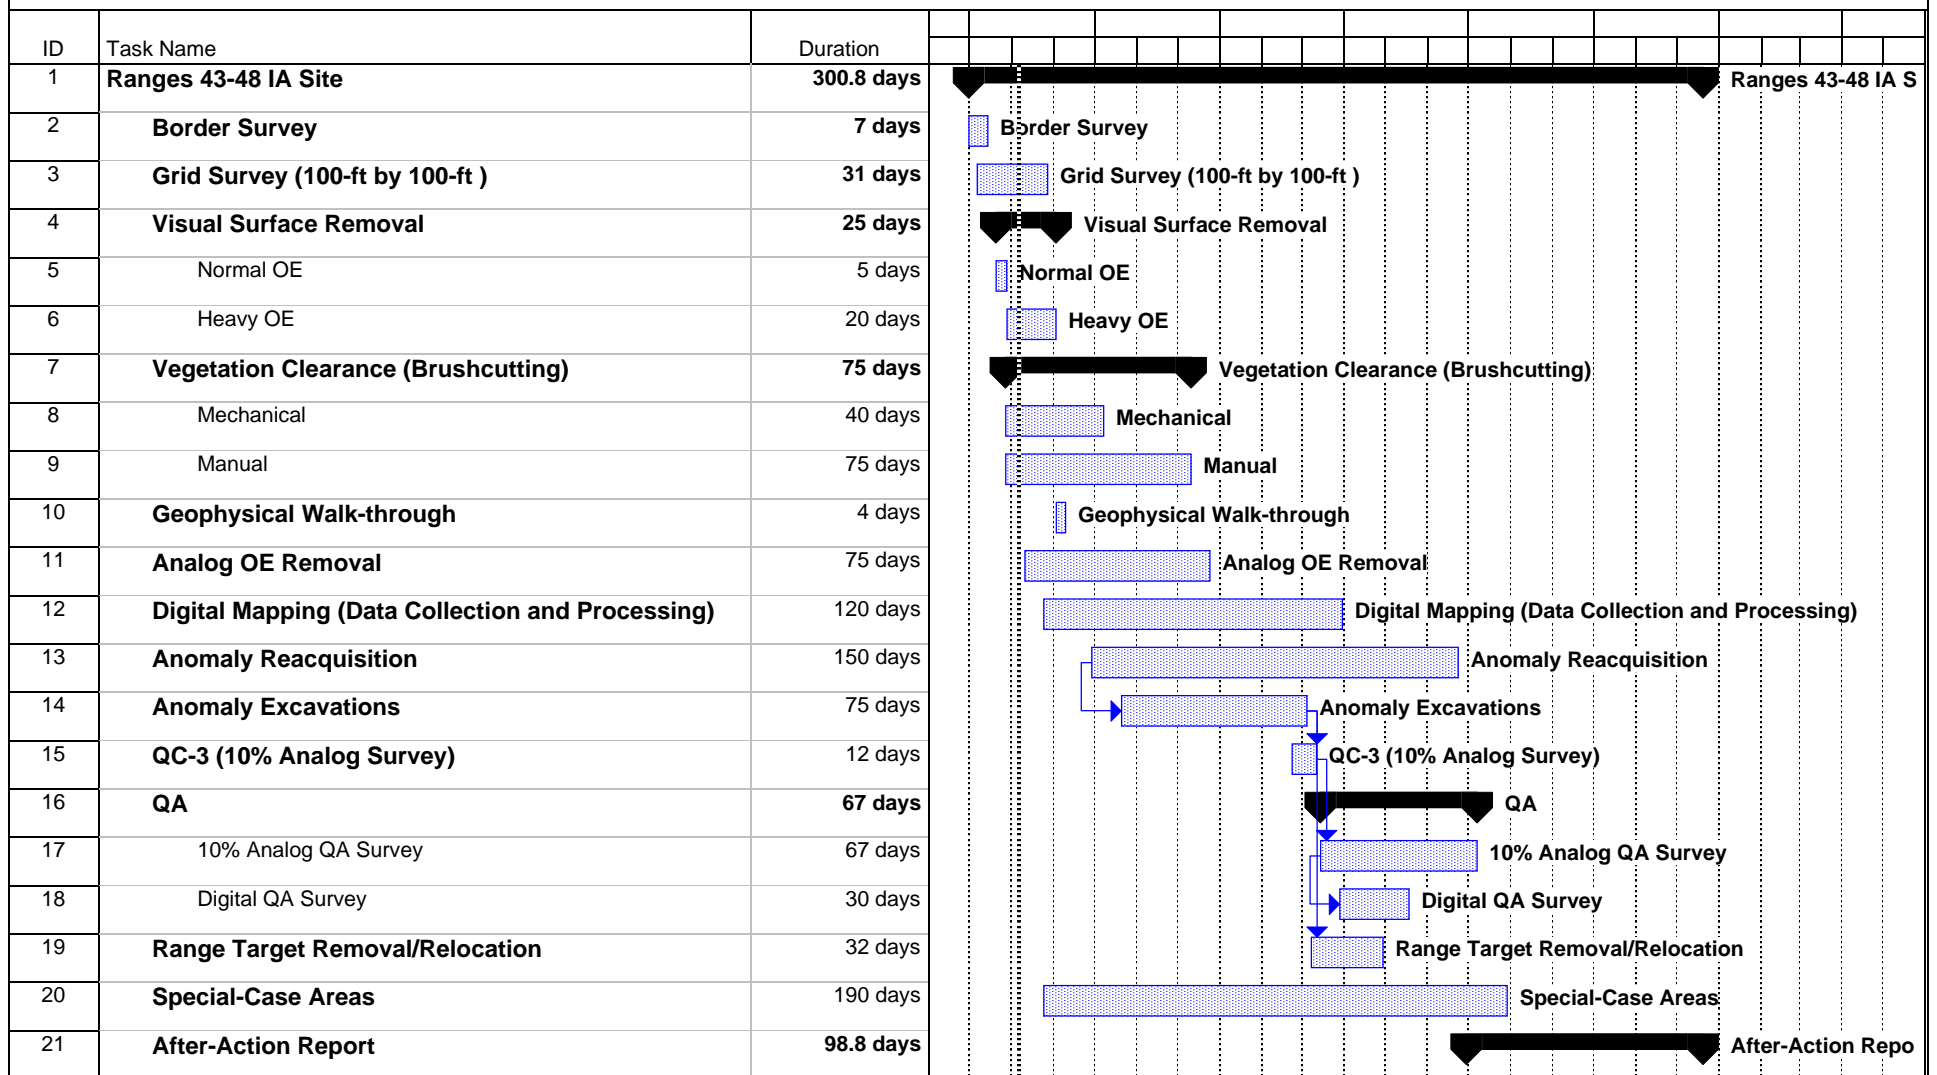 ID Task Name Duration
1 Ranges 43-48 IA Site 300.8 days Ranges 43-48 IA S
2 Border Survey 7 days Border Survey
3 Grid Survey (100-ft by 100-ft ) 31 days Grid Survey (100-ft by 100-ft )
4 Visual Surface Removal 25 days Visual Surface Removal
5 Normal OE 5 days Normal OE
6 Heavy OE 20 days Heavy OE
7 Vegetation Clearance (Brushcutting) 75 days Vegetation Clearance (Brushcutting)
8 Mechanical 40 days Mechanical
9 Manual 75 days Manual
10 Geophysical Walk-through 4 days Geophysical Walk-through
11 Analog OE Removal 75 days Analog OE Removal
12 Digital Mapping (Data Collection and Processing) 120 days Digital Mapping (Data Collection and Processing)
13 Anomaly Reacquisition 150 days Anomaly Reacquisition
14 Anomaly Excavations 75 days Anomaly Excavations
15 QC-3 (10% Analog Survey) 12 days QC-3 (10% Analog Survey)
16 QA 67 days QA
17 10% Analog QA Survey 67 days 10% Analog QA Survey
18 Digital QA Survey 30 days Digital QA Survey
19 Range Target Removal/Relocation 32 days Range Target Removal/Relocation
20 Special-Case Areas 190 days Special-Case Areas
21 After-Action Report 98.8 days After-Action Repo